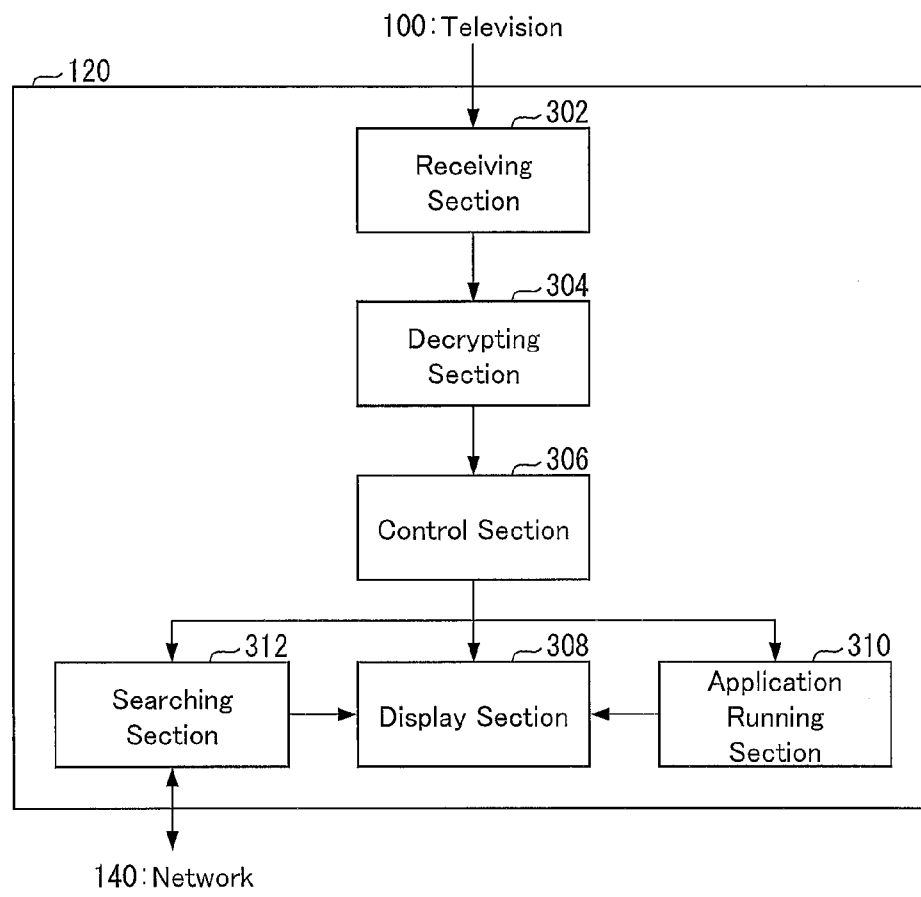 100:Television
120
302
Receiving
Section
304
Decrypting
Section
306
Control Section
312
Searching
Section
308
Display Section
310
Application
Running
Section
140:Network